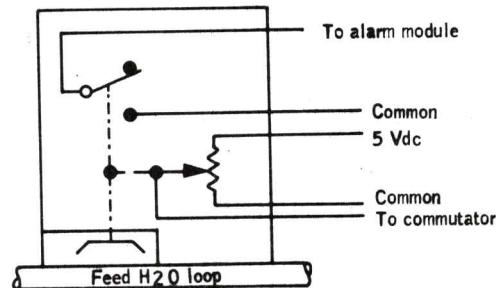 To alarm module
Common
5 Vdc
Common
To commutator
Feed H2O loop